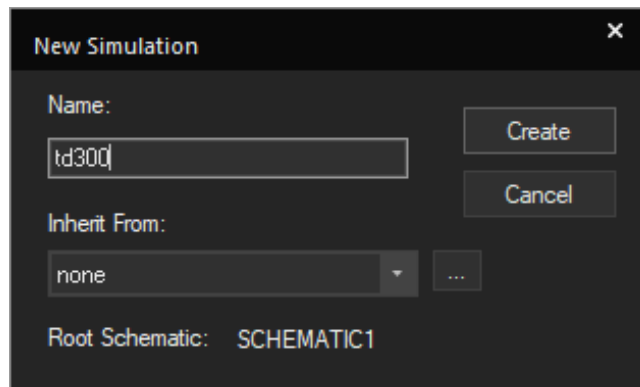 New Simulation
×
Name:
td300
Create
Cancel
Inherit From:
none
...
Root Schematic: SCHEMATIC1